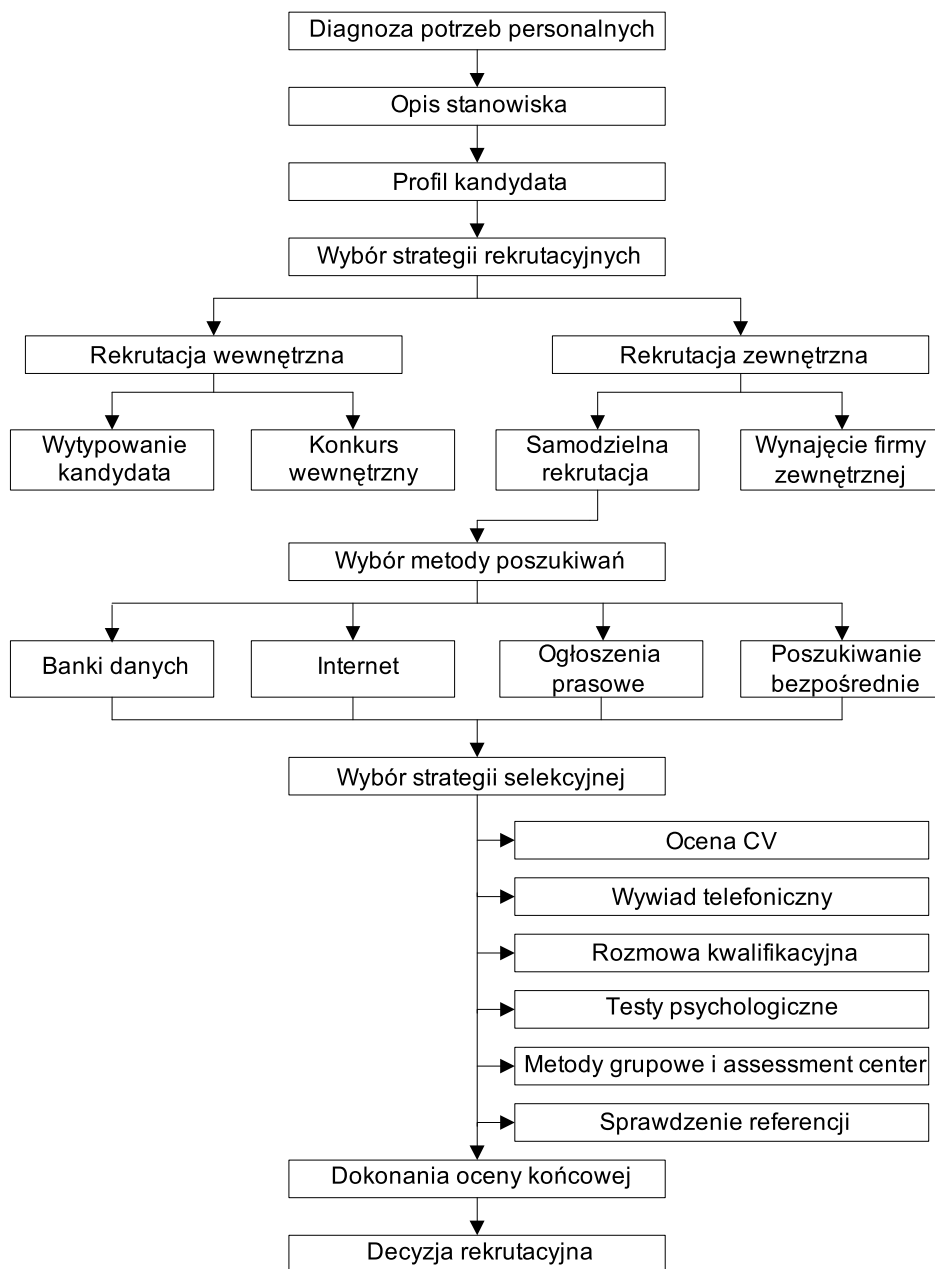 Diagnoza potrzeb personalnych
Opis stanowiska
Profil kandydata
Wybór strategii rekrutacyjnych
Rekrutacja wewnętrzna
Rekrutacja zewnętrzna
Wytypowanie
kandydata
Konkurs
wewnętrzny
Samodzielna
rekrutacja
Wynajęcie firmy
zewnętrznej
Wybór metody poszukiwań
Banki danych
Internet
Ogłoszenia
prasowe
Poszukiwanie
bezpośrednie
Wybór strategii selekcyjnej
Ocena CV
Wywiad telefoniczny
Rozmowa kwalifikacyjna
Testy psychologiczne
Metody grupowe i assessment center
Sprawdzenie referencji
Dokonania oceny końcowej
Decyzja rekrutacyjna